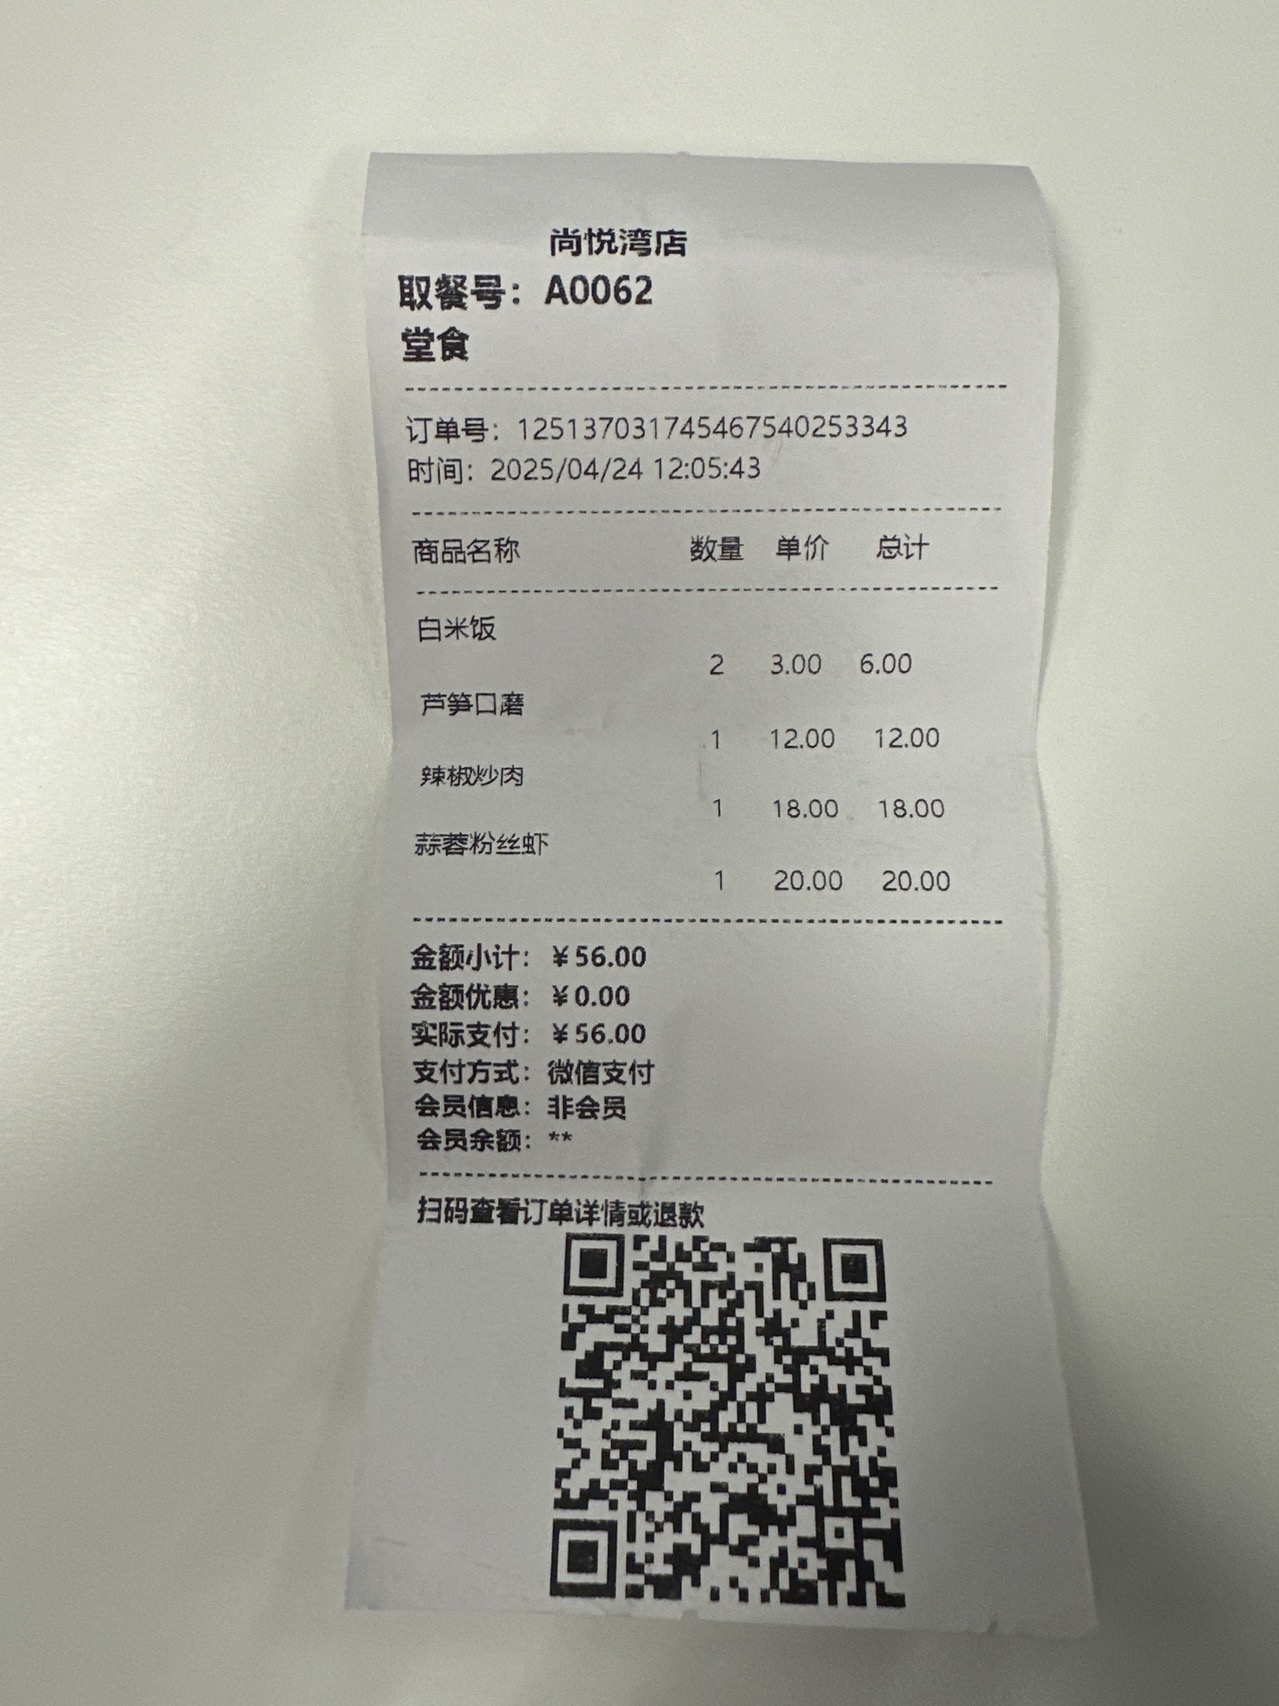 尚悦湾店
取餐号：A0062
堂食
订单号：125137031745467540253343
时间：2025/04/24 12:05:43
商品名称 数量 单价 总计
白米饭
2 3.00 6.00
芦笋口磨
1 12.00 12.00
辣椒炒肉
1 18.00 18.00
蒜蓉粉丝虾
1 20.00 20.00
金额小计：￥56.00
金额优惠：￥0.00
实际支付：￥56.00
支付方式：微信支付
会员信息：非会员
会员余额：**
扫码查看订单详情或退款